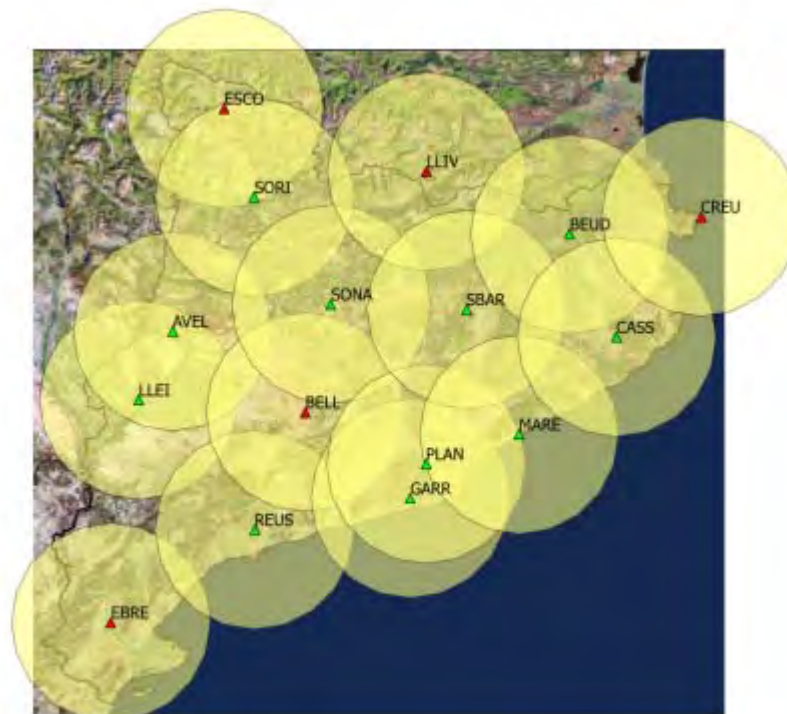 ESCO
LLIV
SORI
CREU
BEUD
SONA
SBAR
AVEL
CASS
LLEI
BELL
MARE
PLAN
GARR
REUS
EBRE